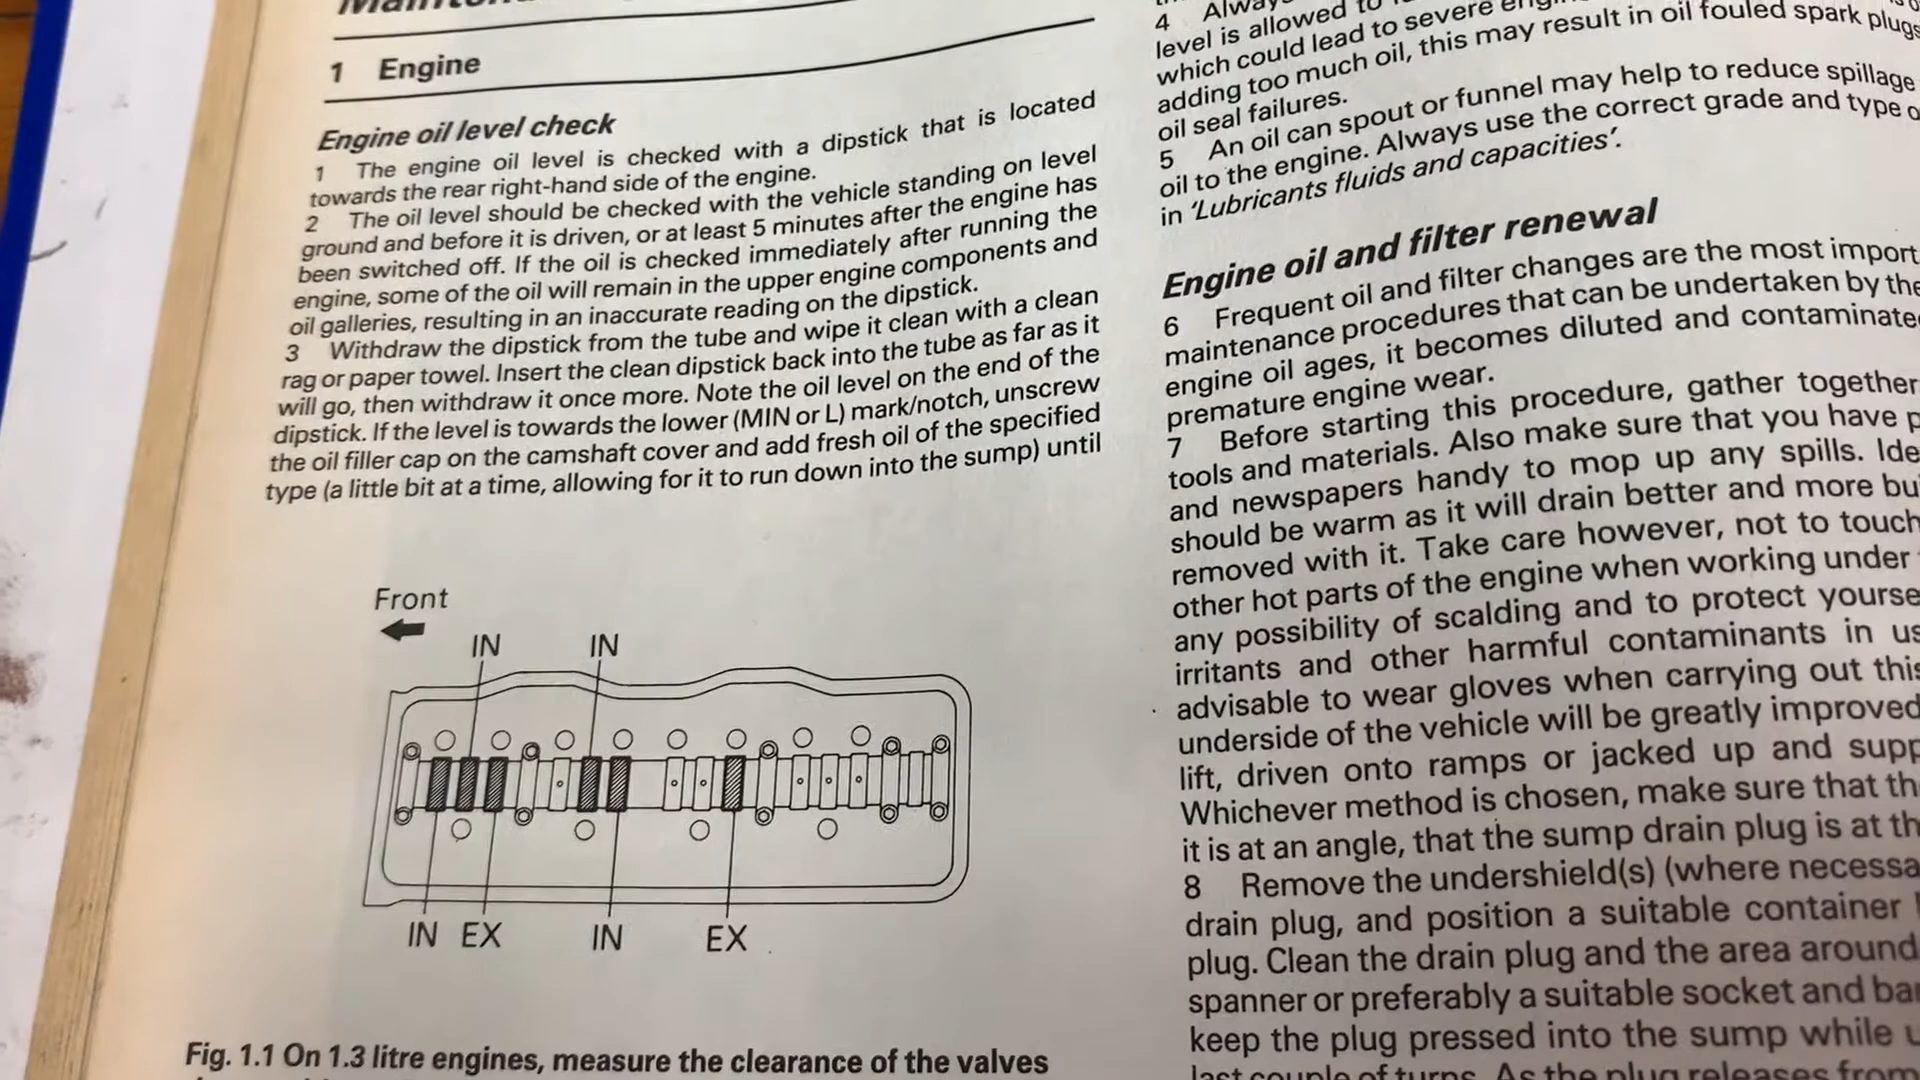 1 Engine
Engine oil level check
1 The engine oil level is checked with a dipstick that is located
towards the rear right-hand side of the engine.
2 The oil level should be checked with the vehicle standing on level
ground and before it is driven, or at least 5 minutes after the engine has
been switched off. If the oil is checked immediately after running the
engine, some of the oil will remain in the upper engine components and
oil galleries, resulting in an inaccurate reading on the dipstick.
3 Withdraw the dipstick from the tube and wipe it clean with a clean
rag or paper towel. Insert the clean dipstick back into the tube as far as it
will go, then withdraw it once more. Note the oil level on the end of the
dipstick. If the level is towards the lower (MIN or L) mark/notch, unscrew
the oil filler cap on the camshaft cover and add fresh oil of the specified
type (a little bit at a time, allowing for it to run down into the sump) until
Front
IN IN
IN EX IN EX
Fig. 1.1 On 1.3 litre engines, measure the clearance of the valves
4 Always
level is allowed to
which could lead to severe
adding too much oil, this may result in oil fouled spark plugs
oil seal failures.
5 An oil can spout or funnel may help to reduce spillage
oil to the engine. Always use the correct grade and type o
in 'Lubricants fluids and capacities'.
Engine oil and filter renewal
6 Frequent oil and filter changes are the most import
maintenance procedures that can be undertaken by the
engine oil ages, it becomes diluted and contaminate
premature engine wear.
7 Before starting this procedure, gather together
tools and materials. Also make sure that you have p
and newspapers handy to mop up any spills. Ide
should be warm as it will drain better and more bu
removed with it. Take care however, not to touch
other hot parts of the engine when working under
any possibility of scalding and to protect yourse
irritants and other harmful contaminants in us
advisable to wear gloves when carrying out this
underside of the vehicle will be greatly improved
lift, driven onto ramps or jacked up and supp
Whichever method is chosen, make sure that th
it is at an angle, that the sump drain plug is at th
8 Remove the undershield(s) (where necessa
drain plug, and position a suitable container
plug. Clean the drain plug and the area around
spanner or preferably a suitable socket and bar
keep the plug pressed into the sump while u
last couple of turns. As the plug releases from